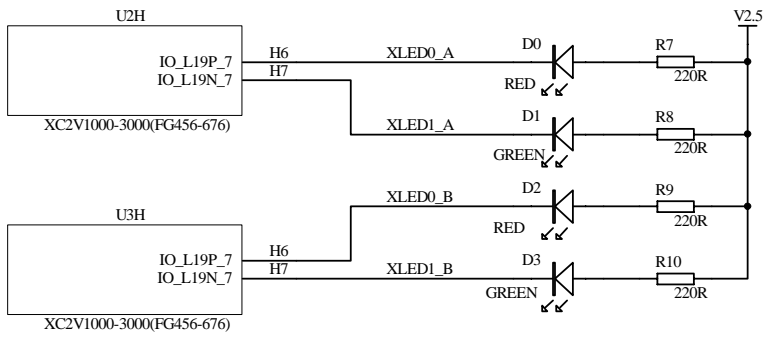 U2H
V2.5
IO_L19P_7 H6 XLED0_A D0 R7
IO_L19N_7 H7 RED 220R
XLED1_A D1 R8
XC2V1000-3000(FG456-676)
GREEN 220R
XLED0_B D2 R9
U3H
RED 220R
IO_L19P_7 H6
IO_L19N_7 H7 XLED1_B D3 R10
GREEN 220R
XC2V1000-3000(FG456-676)